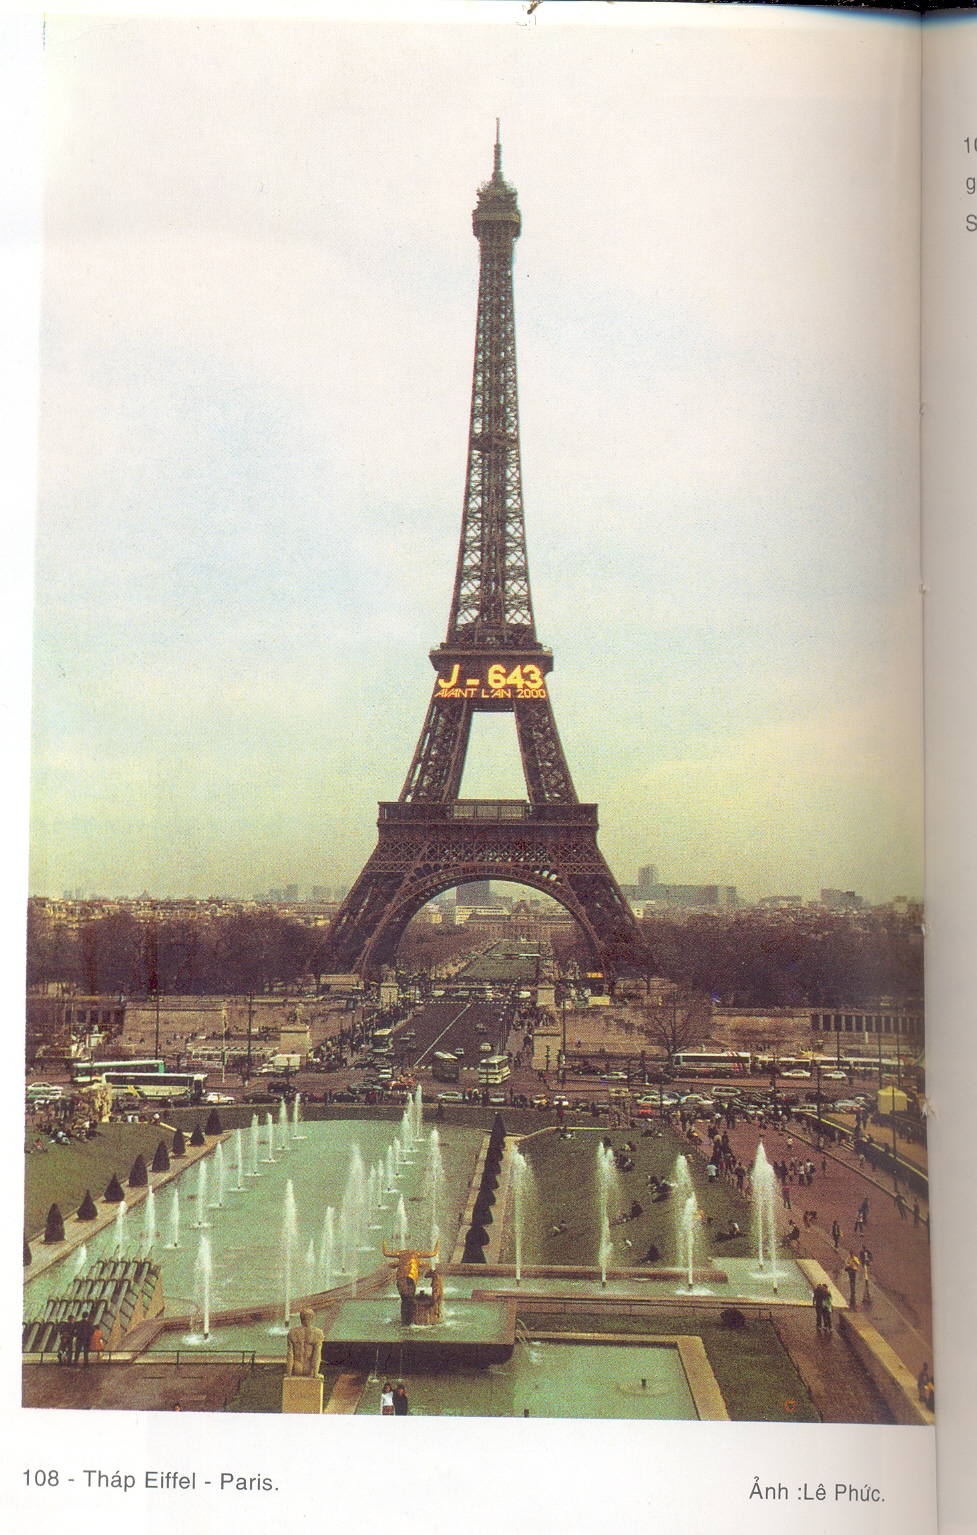 J - 643
AVANT L'AN 2000
108 - Tháp Eiffel - Paris.
Ảnh :Lê Phức.